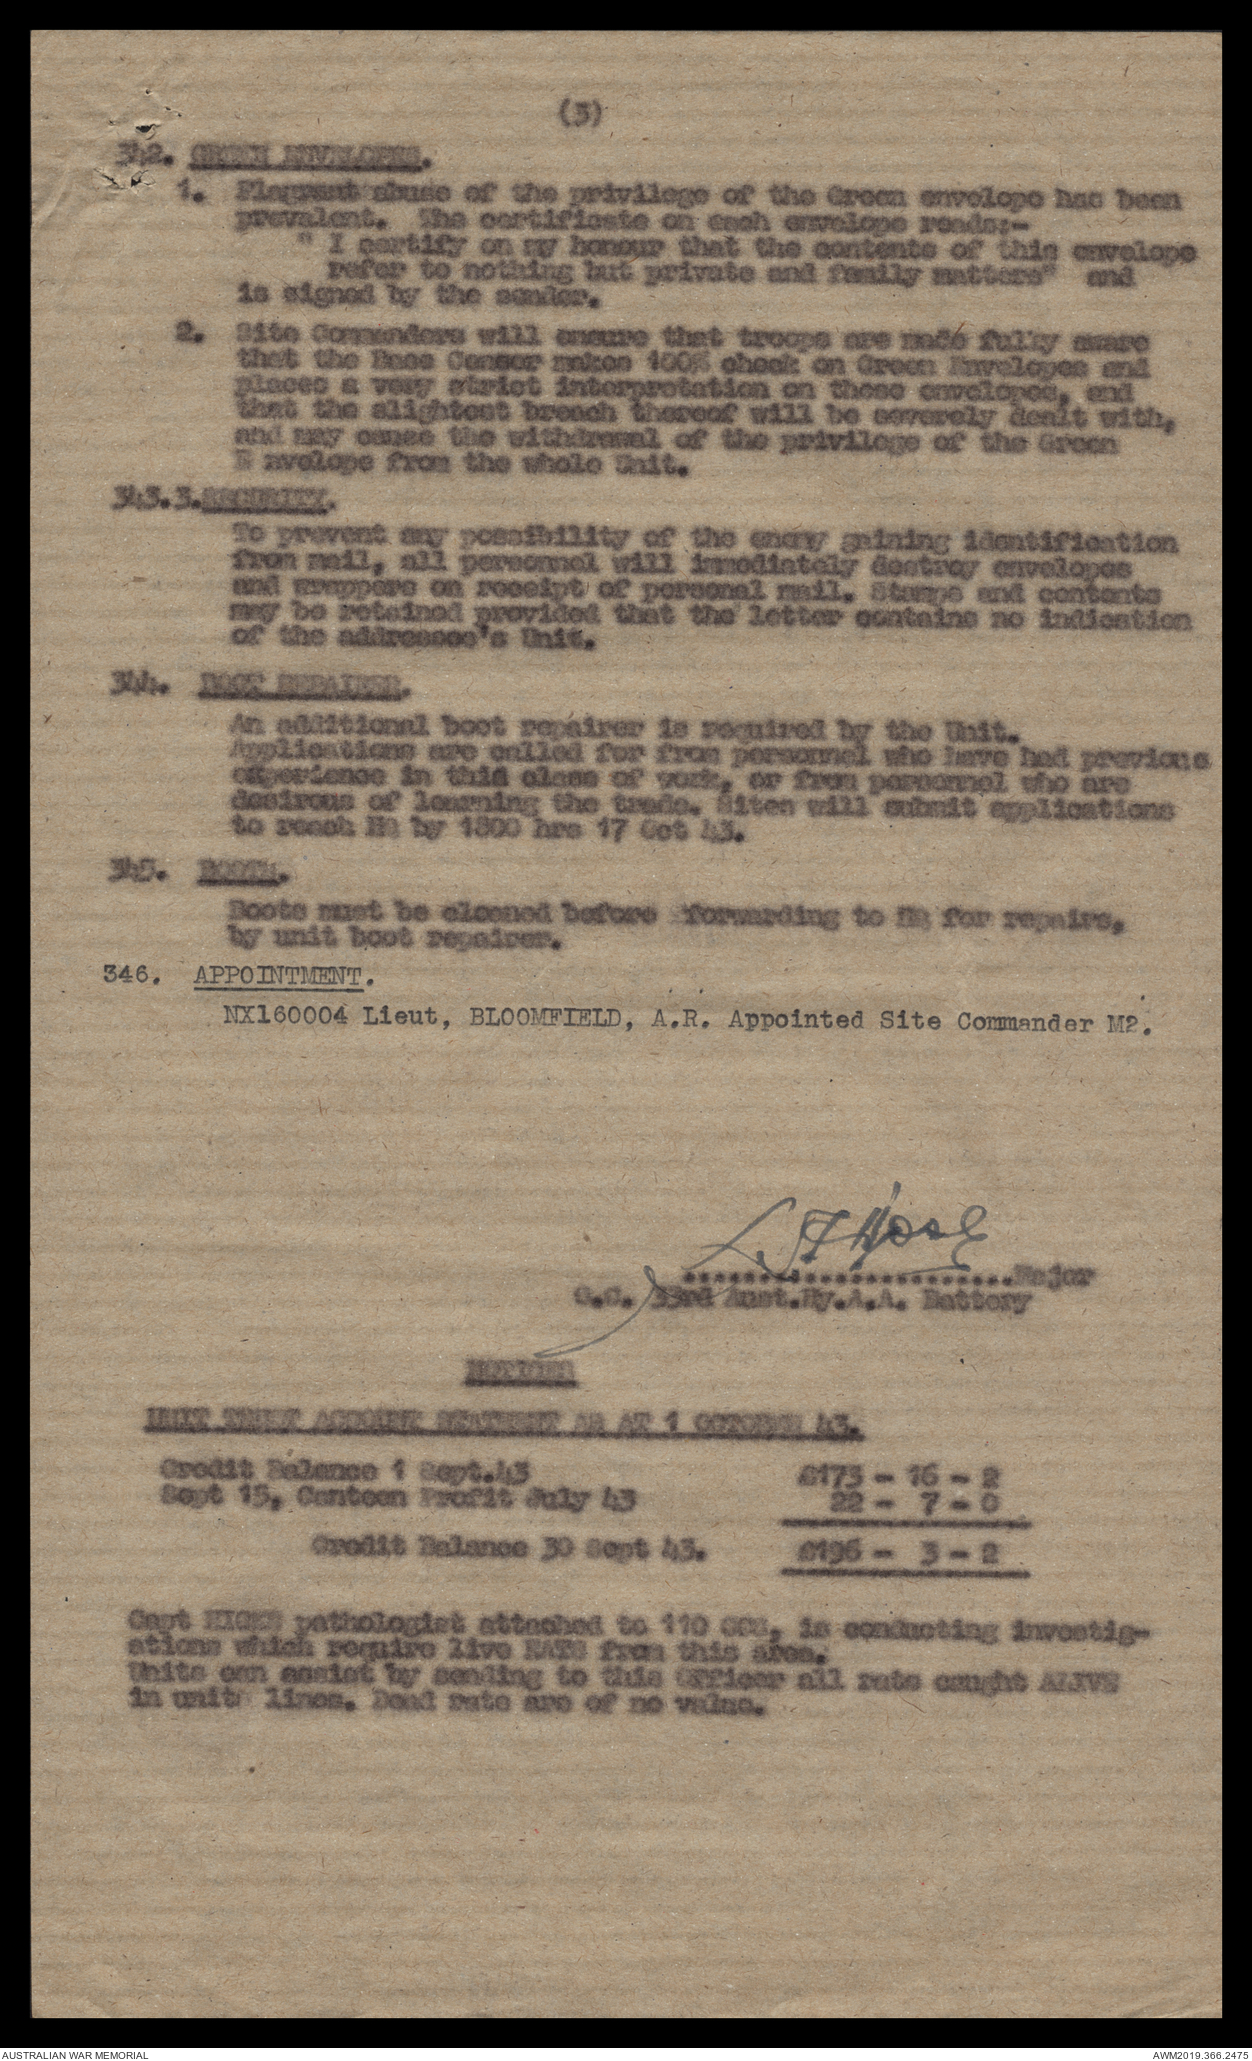 (3)
342. GREEN ENVELOPES.
1. Flagrant abuse of the privilege of the Green envelope has been
prevalent. The certificate on each envelope reads:-
" I certify on my honour that the contents of this envelope
refer to nothing but private and family matters" and
is signed by the sender.
2. Site Commanders will ensure that troops are made fully aware
that the Base Censor makes 100% check on Green Envelopes and
places a very strict interpretation on these envelopes, and
that the slightest breach thereof will be severely dealt with,
and may cause the withdrawal of the privilege of the Green
E nvelope from the whole Unit.
343.3.SECURITY.
To prevent any possibility of the enemy gaining identification
from mail, all personnel will immediately destroy envelopes
and wrappers on receipt of personal mail. Stamps and contents
may be retained provided that the letter contains no indication
of the addressee's Unit.
344. BOOT REPAIRER.
An additional boot repairer is required by the Unit.
Applications are called for from personnel who have had previous
experience in this class of work, or from personnel who are
desirous of learning the trade. Sites will submit applications
to reach HQ by 1800 hrs 17 Oct 43.
345. BOOTS.
Boots must be cleaned before forwarding to HQ for repairs,
by unit boot repairer.
346. APPOINTMENT.
NX160004 Lieut, BLOOMFIELD, A.R. Appointed Site Commander M2.
.......................Major
O.C. 33rd Aust.Hy.A.A. Battery
NOTICES
UNIT TRUST ACCOUNT STATEMENT AS AT 1 OCTOBER 43.
Credit Balance 1 Sept.43 £173 - 16 - 2
Sept 15, Canteen Profit July 43 22 - 7 - 0
Credit Balance 30 Sept 43. £196 - 3 - 2
Capt pathologist attached to 110 CCS, is conducting investig-
ations which require live RATS from this area.
Units can assist by sending to this Officer all rats caught ALIVE
in unit lines. Dead rats are of no value.
AUSTRALIAN WAR MEMORIAL
AWM2019.366.2475